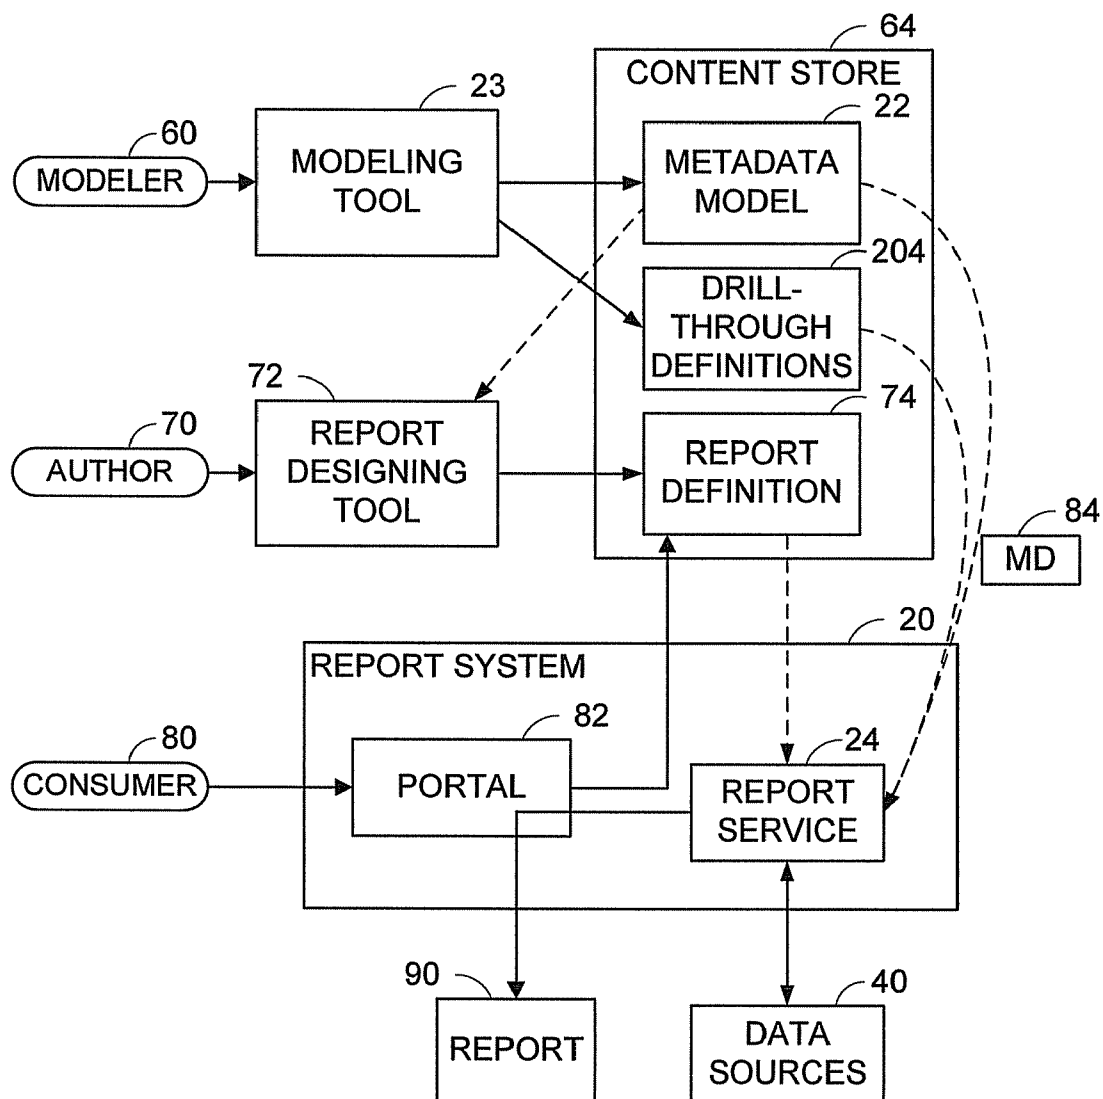 64
CONTENT STORE
23
22
60
MODELER
MODELING
TOOL
METADATA
MODEL
204
DRILL-
THROUGH
DEFINITIONS
72
74
70
AUTHOR
REPORT
DESIGNING
TOOL
REPORT
DEFINITION
84
MD
20
REPORT SYSTEM
82
80
24
CONSUMER
PORTAL
REPORT
SERVICE
90
40
REPORT
DATA
SOURCES